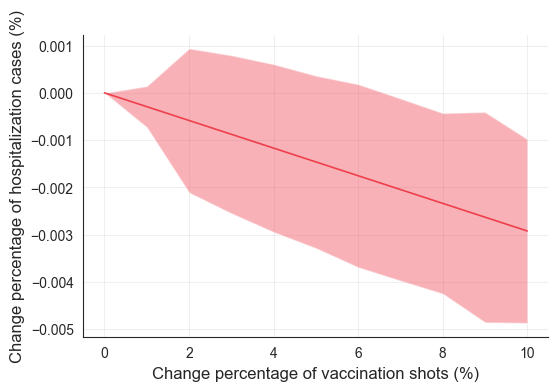 Change percentage of hospitalization cases (%)
0.001
0.000
−0.001
−0.002
−0.003
−0.004
−0.005
0 2 4 6 8 10
Change percentage of vaccination shots (%)